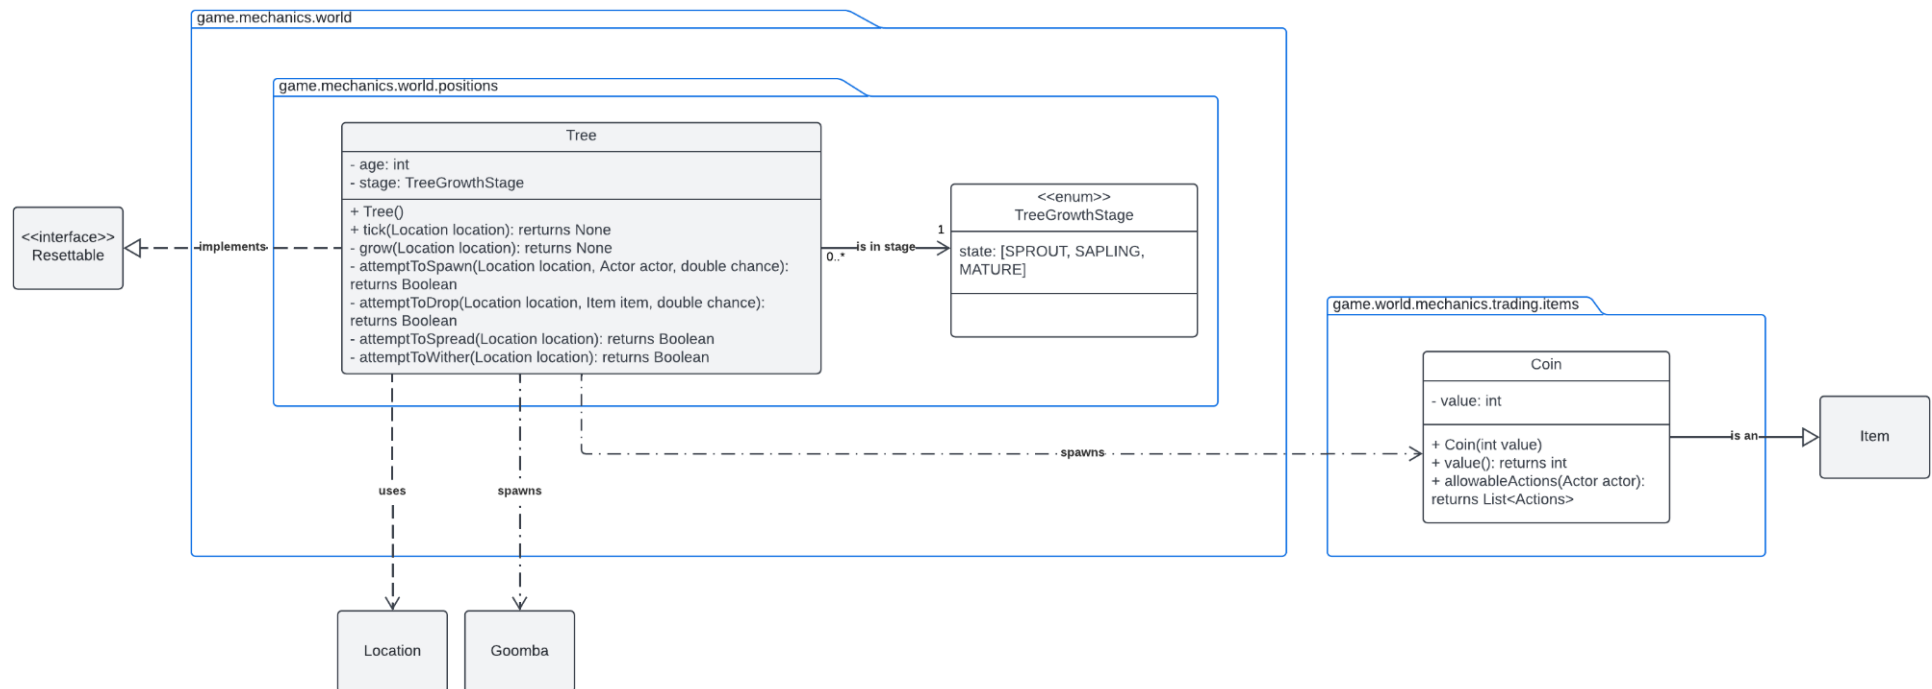 game.mechanics.world
game.mechanics.world.positions
Tree
- age: int
- stage: TreeGrowthStage
+ Tree()
+ tick(Location location): rerturns None
- grow(Location location): rerturns None
- attemptToSpawn(Location location, Actor actor, double chance):
returns Boolean
- attemptToDrop(Location location, Item item, double chance):
returns Boolean
- attemptToSpread(Location location): returns Boolean
- attemptToWither(Location location): returns Boolean
<<interface>>
Resettable
implements
is in stage
1
0..*
<<enum>>
TreeGrowthStage
state: [SPROUT, SAPLING,
MATURE]
game.world.mechanics.trading.items
Coin
- value: int
+ Coin(int value)
+ value(): returns int
+ allowableActions(Actor actor):
returns List<Actions>
is an
Item
spawns
uses
spawns
Location
Goomba